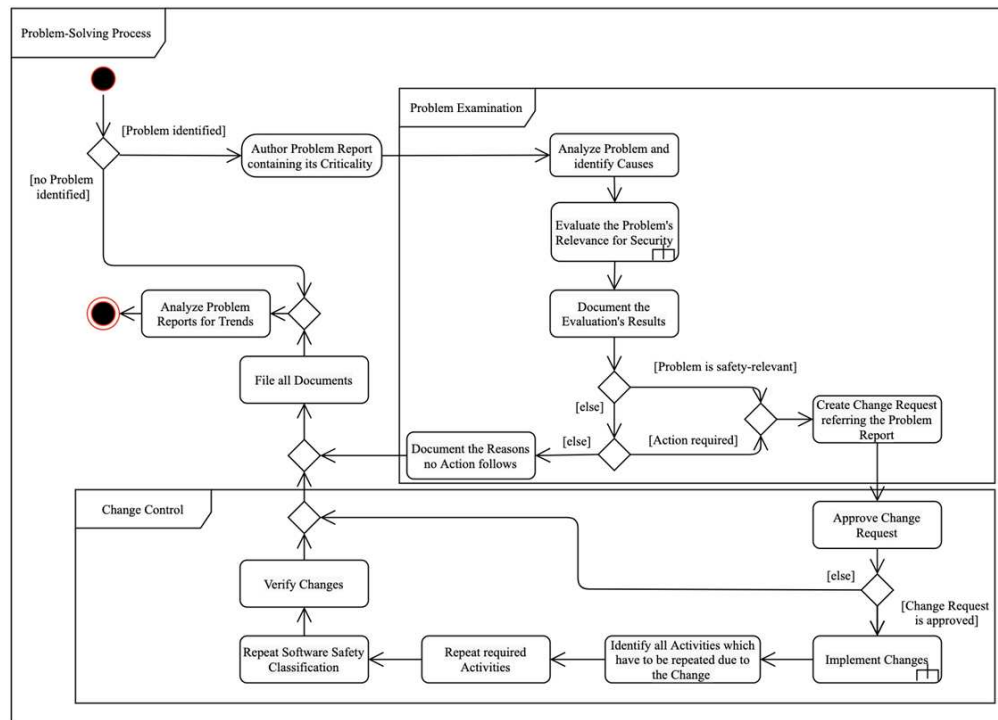 Problem-Solving Process
[Problem identified]
[no Problem
identified]
Author Problem Report
containing its Criticality
Problem Examination
Analyze Problem and
identify Causes
Evaluate the Problem's
Relevance for Security
Document the
Evaluation's Results
[Problem is safety-relevant]
[else]
[else]
[Action required]
Create Change Request
referring the Problem
Report
Document the Reasons
no Action follows
Analyze Problem
Reports for Trends
File all Documents
Change Control
Approve Change
Request
[else]
[Change Request
is approved]
Implement Changes
Identify all Activities which
have to be repeated due to
the Change
Repeat required
Activities
Repeat Software Safety
Classification
Verify Changes